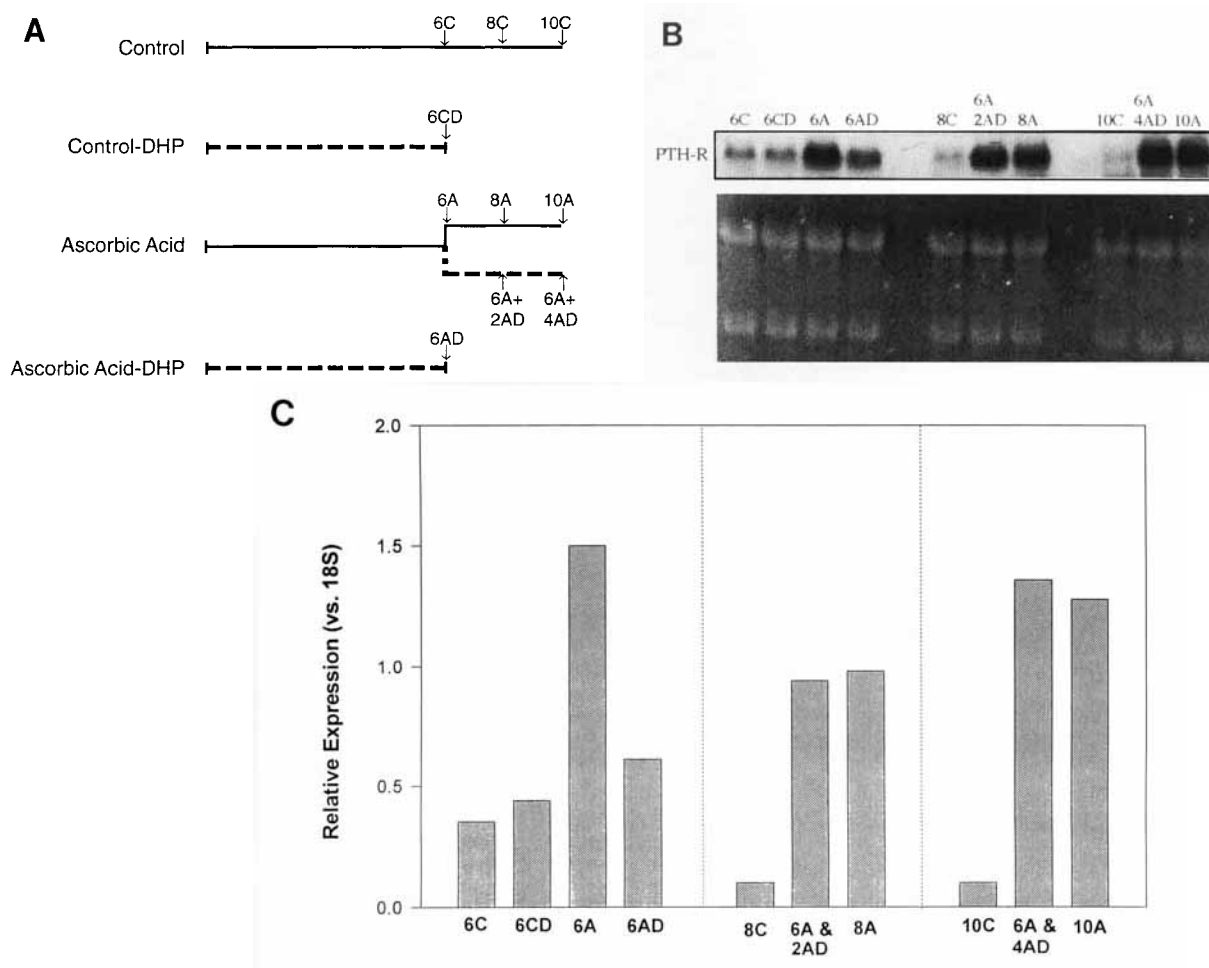 A
6C 8C 10C
Control
6CD
Control-DHP
6A 8A 10A
Ascorbic Acid
6A+
2AD
6A+
4AD
6AD
Ascorbic Acid-DHP
B
6C 6CD 6A 6AD
8C
6A
2AD
8A
10C
6A
4AD
10A
PTH-R
C
Relative Expression (vs. 18S)
2.0
1.5
1.0
0.5
0.0
6C 6CD 6A 6AD
8C
6A &
2AD
8A
10C
6A &
4AD
10A